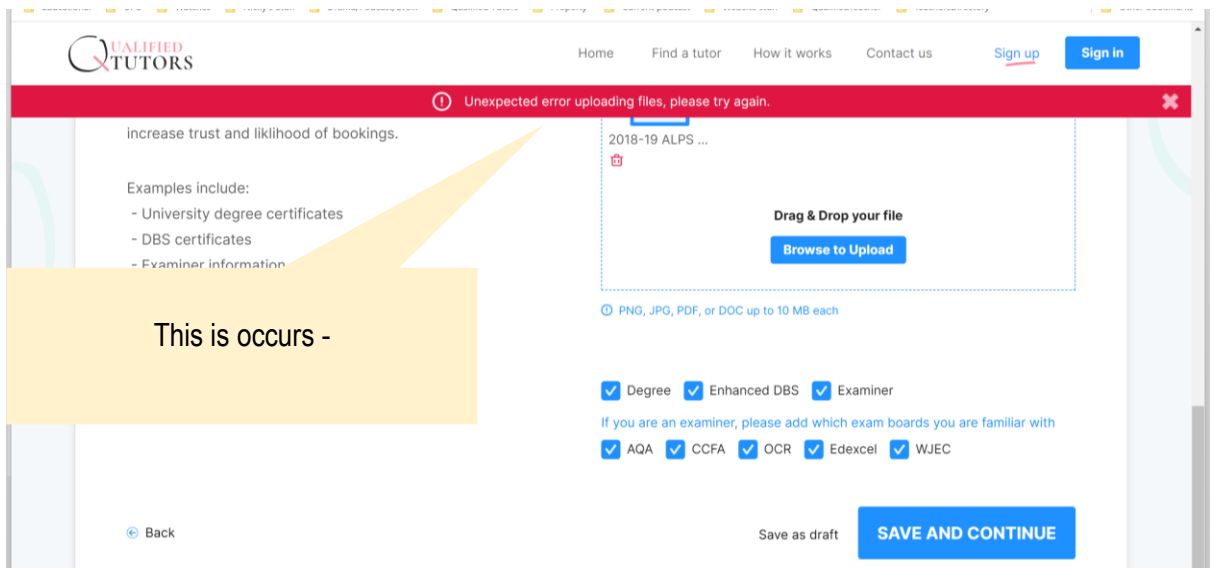 QUALIFIED
TUTORS
Home Find a tutor How it works Contact us Sign up Sign in
Unexpected error uploading files, please try again.
increase trust and liklihood of bookings.
2018-19 ALPS ...
Examples include:
- University degree certificates
- DBS certificates
- Examiner information
Drag & Drop your file
Browse to Upload
PNG, JPG, PDF, or DOC up to 10 MB each
This is occurs -
Degree Enhanced DBS Examiner
If you are an examiner, please add which exam boards you are familiar with
AQA CCFA OCR Edexcel WJEC
Back
Save as draft
SAVE AND CONTINUE